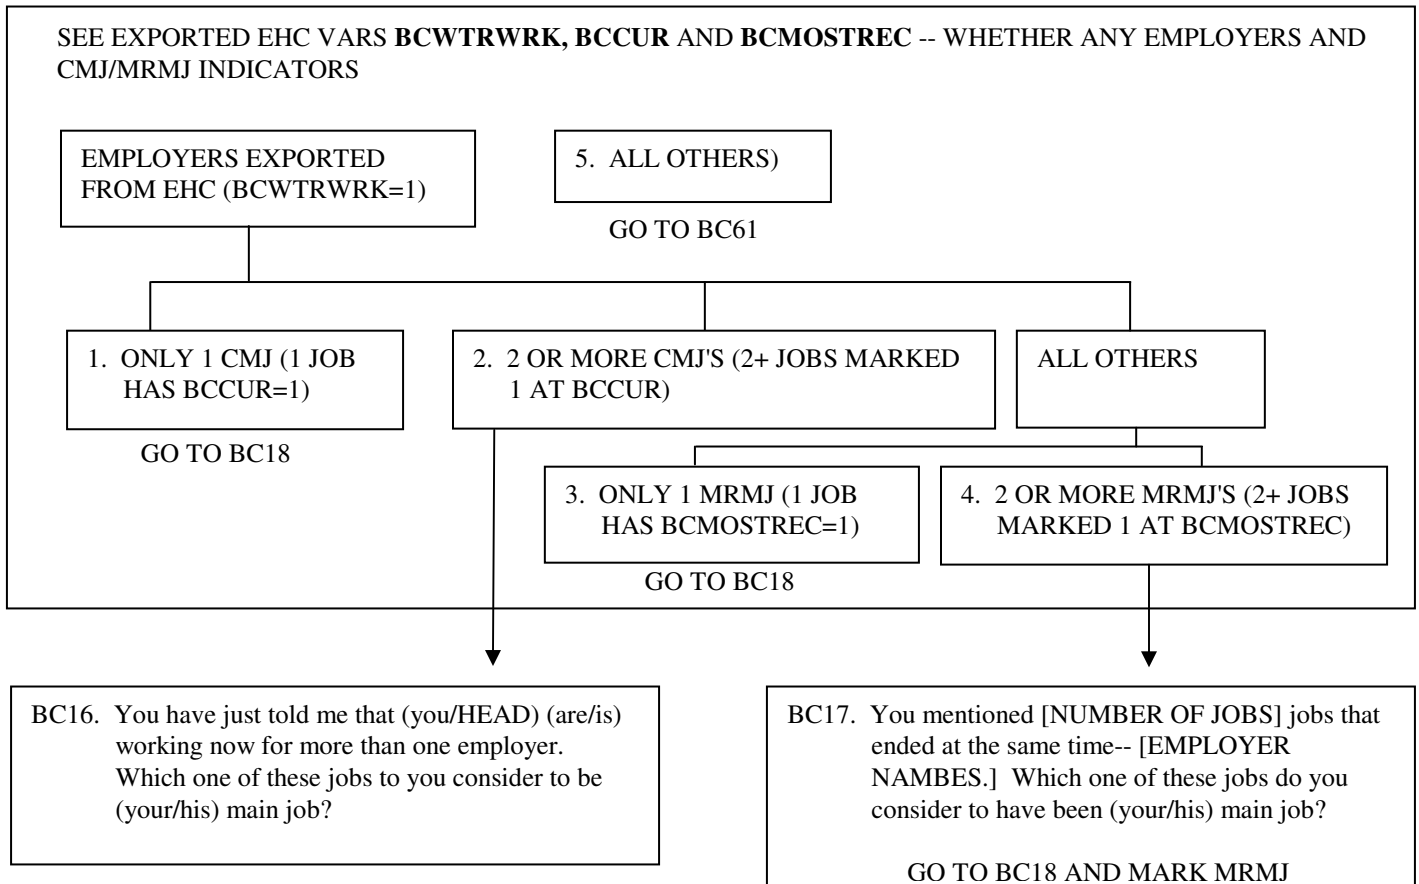 SEE EXPORTED EHC VARS BCWTRWRK, BCCUR AND BCMOSTREC -- WHETHER ANY EMPLOYERS AND
CMJ/MRMJ INDICATORS
EMPLOYERS EXPORTED
FROM EHC (BCWTRWRK=1)
5. ALL OTHERS)
GO TO BC61
1. ONLY 1 CMJ (1 JOB
HAS BCCUR=1)
GO TO BC18
2. 2 OR MORE CMJ'S (2+ JOBS MARKED
1 AT BCCUR)
ALL OTHERS
3. ONLY 1 MRMJ (1 JOB
HAS BCMOSTREC=1)
GO TO BC18
4. 2 OR MORE MRMJ'S (2+ JOBS
MARKED 1 AT BCMOSTREC)
BC16. You have just told me that (you/HEAD) (are/is)
working now for more than one employer.
Which one of these jobs to you consider to be
(your/his) main job?
BC17. You mentioned [NUMBER OF JOBS] jobs that
ended at the same time-- [EMPLOYER
NAMBES.] Which one of these jobs do you
consider to have been (your/his) main job?
GO TO BC18 AND MARK MRMJ